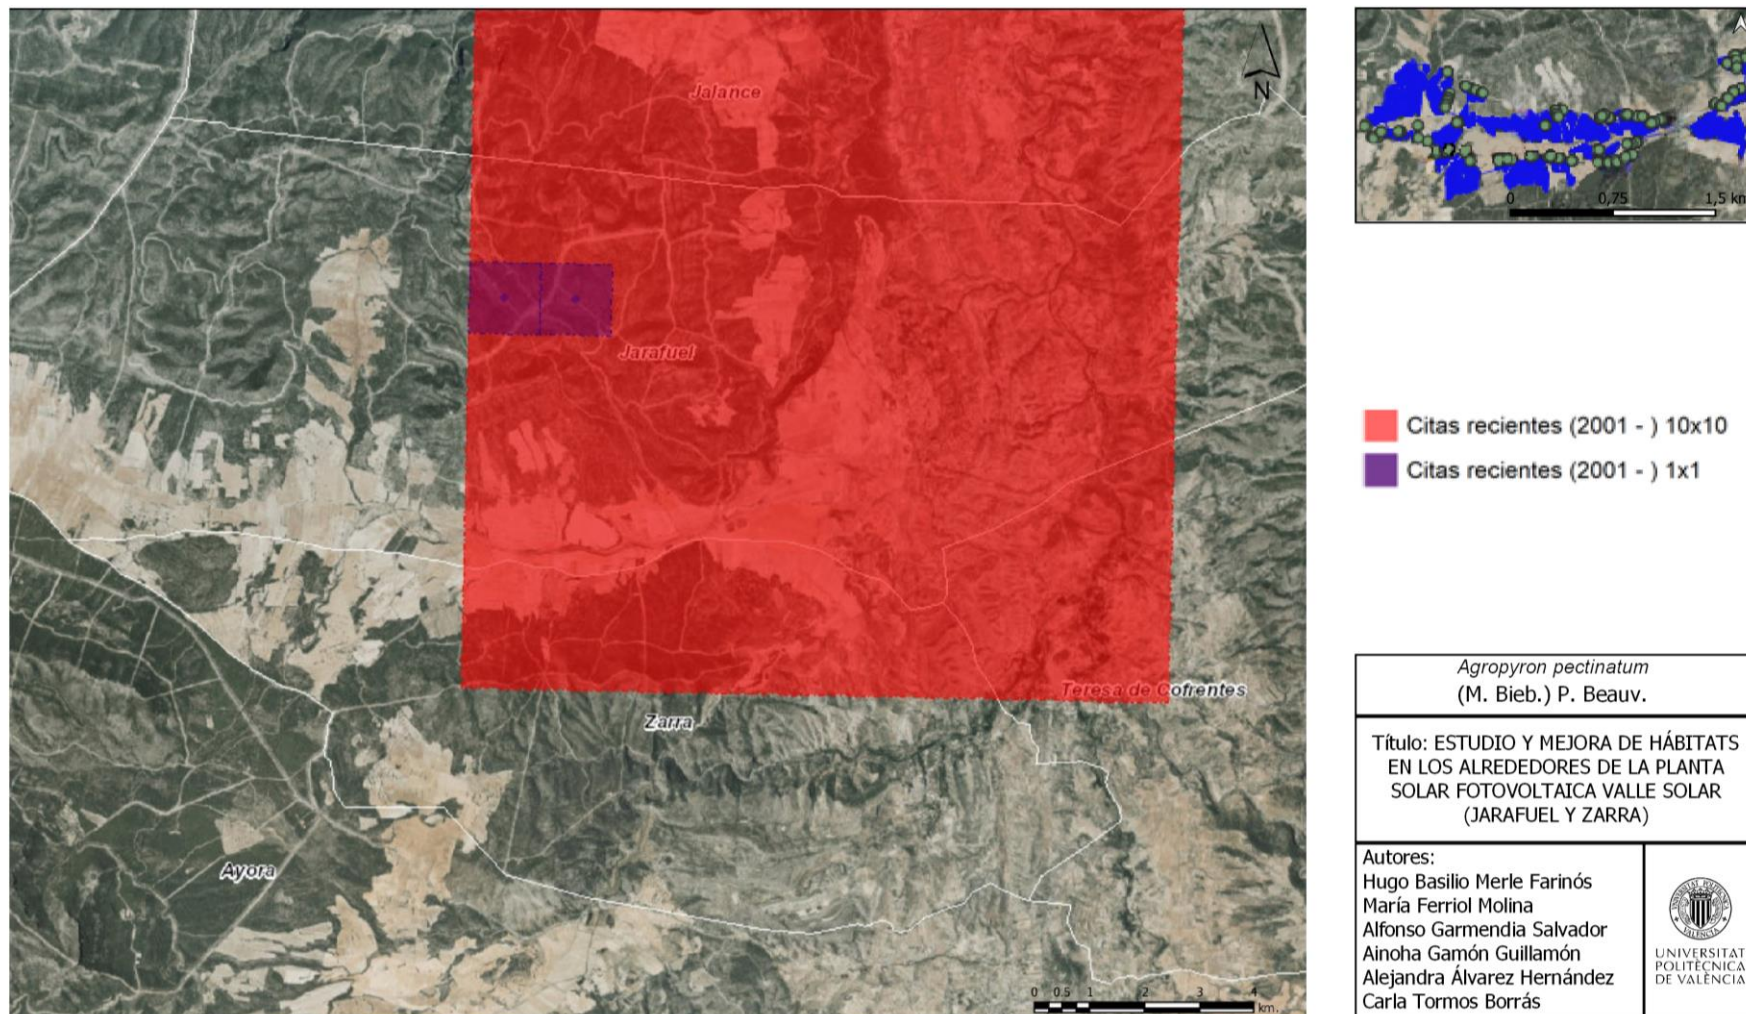 Jalance
N
Jarafuel
Teresa de Cofrentes
Zarra
Ayora
0 0.5 1 2 3 4
km.
0 0,75 1,5 km
Citas recientes (2001 - ) 10x10
Citas recientes (2001 - ) 1x1
Agropyron pectinatum
(M. Bieb.) P. Beauv.
Título: ESTUDIO Y MEJORA DE HÁBITATS
EN LOS ALREDEDORES DE LA PLANTA
SOLAR FOTOVOLTAICA VALLE SOLAR
(JARAFUEL Y ZARRA)
Autores:
Hugo Basilio Merle Farinós
María Ferriol Molina
Alfonso Garmendia Salvador
Ainoha Gamón Guillamón
Alejandra Álvarez Hernández
Carla Tormos Borrás
UNIVERSITAT
POLITÈCNICA
DE VALÈNCIA